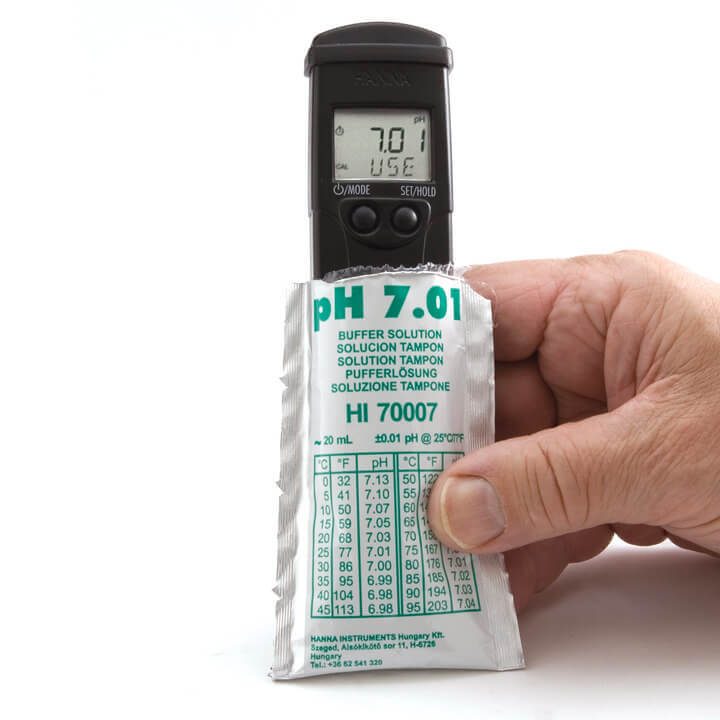 HANNA
pH
7.01
CAL USE
/MODE SET/HOLD
pH 7.01
BUFFER SOLUTION
SOLUCION TAMPON
SOLUTION TAMPON
PUFFERLÖSUNG
SOLUZIONE TAMPONE
HI 70007
~ 20 mL ±0.01 pH @ 25°C/77°F
°C °F pH °C °F
0 32 7.13 50
5 41 7.10 55
10 50 7.07 60
15 59 7.05 65
20 68 7.03 70
25 77 7.01 75 167
30 86 7.00 80 176 7.01
35 95 6.99 85 185 7.02
40 104 6.98 90 194 7.03
45 113 6.98 95 203 7.04
HANNA INSTRUMENTS Hungary Kft.
Szeged, Alsókikötő sor 11, H-6726
Hungary
Tel.: +36 62 541 320